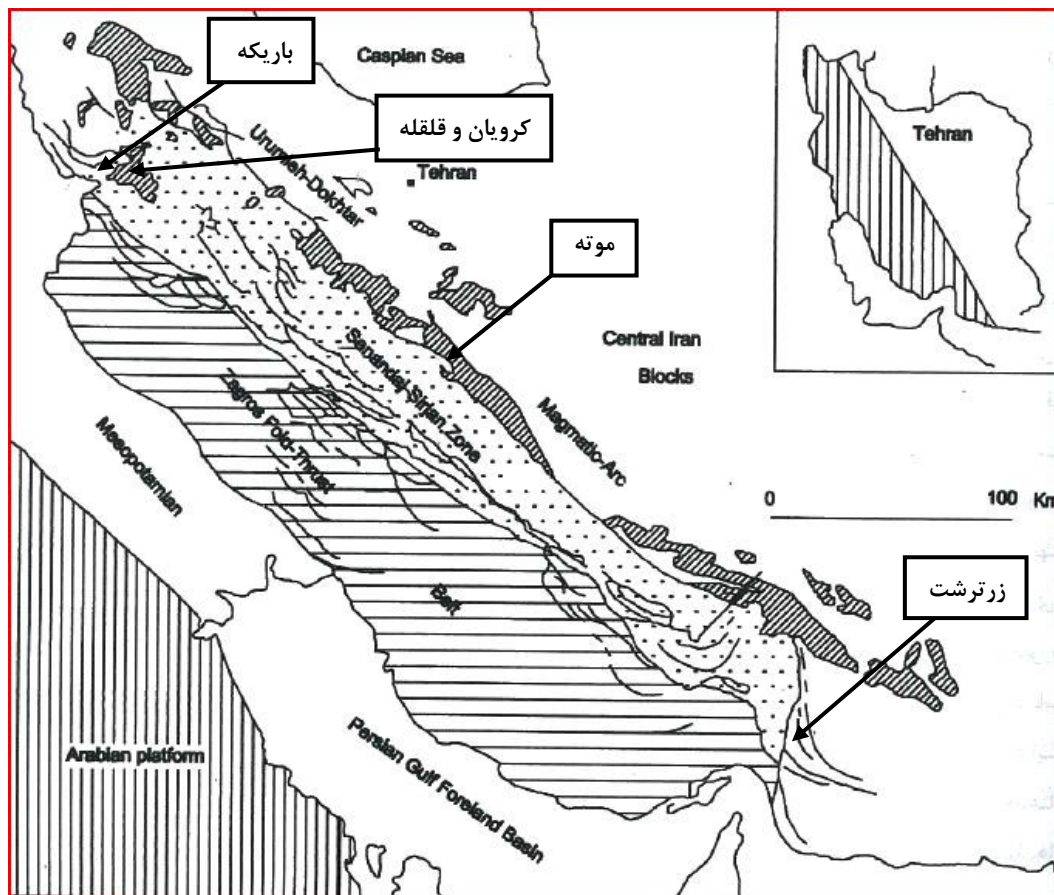 باریکه
Caspian Sea
کرویان و قلقله
Tehran
Urumieh-Dokhtar
Tehran
موته
Central Iran
Blocks
Sanandaj-Sirjan Zone
Zagros Fold-Thrust
Magmatic-Arc
Mesopotamian
0 100 Km
Belt
زرترشت
Arabian platform
Persian Gulf Foreland Basin